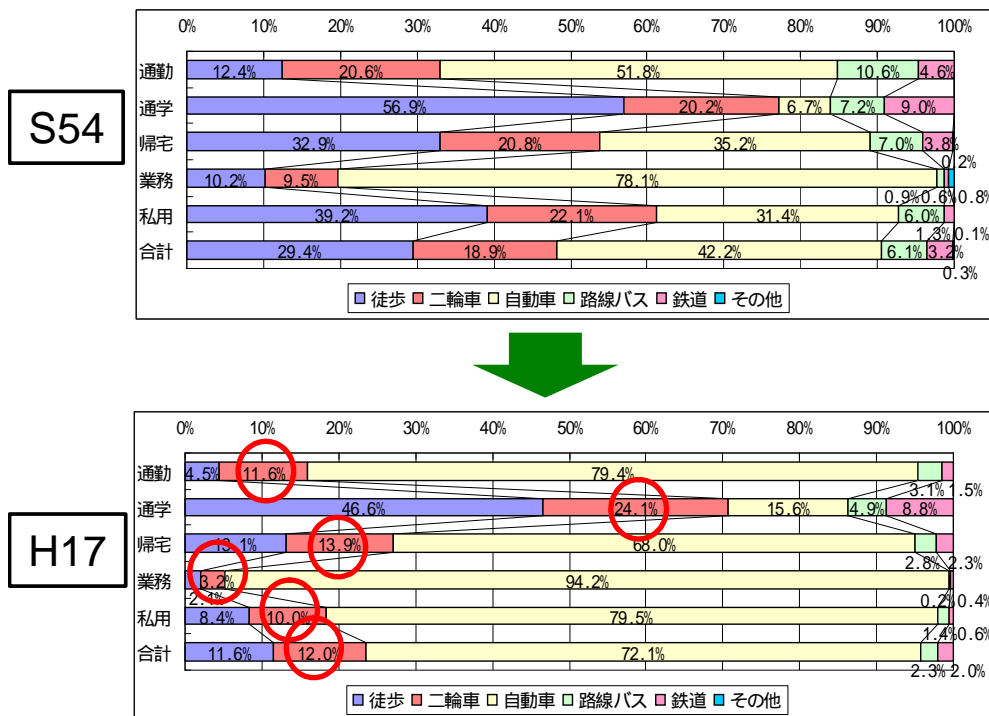 0% 10% 20% 30% 40% 50% 60% 70% 80% 90% 100%
通勤 12.4% 20.6% 51.8% 10.6% 4.6%
S54
通学 56.9% 20.2% 6.7% 7.2% 9.0%
帰宅 32.9% 20.8% 35.2% 7.0% 3.8%
0.2%
業務 10.2% 9.5% 78.1%
0.9% 0.6% 0.8%
私用 39.2% 22.1% 31.4% 6.0%
1.3% 0.1%
合計 29.4% 18.9% 42.2% 6.1% 3.2%
0.3%
徒歩 二輪車 自動車 路線バス 鉄道 その他
0% 10% 20% 30% 40% 50% 60% 70% 80% 90% 100%
通勤 4.5% 11.6% 79.4%
3.1% 1.5%
通学 46.6% 24.1% 15.6% 4.9% 8.8%
H17
帰宅 13.1% 13.9% 68.0%
2.8% 2.3%
業務 3.2% 94.2%
2.1% 0.2% 0.4%
私用 8.4% 10.0% 79.5%
1.4% 0.6%
合計 11.6% 12.0% 72.1%
2.3% 2.0%
徒歩 二輪車 自動車 路線バス 鉄道 その他